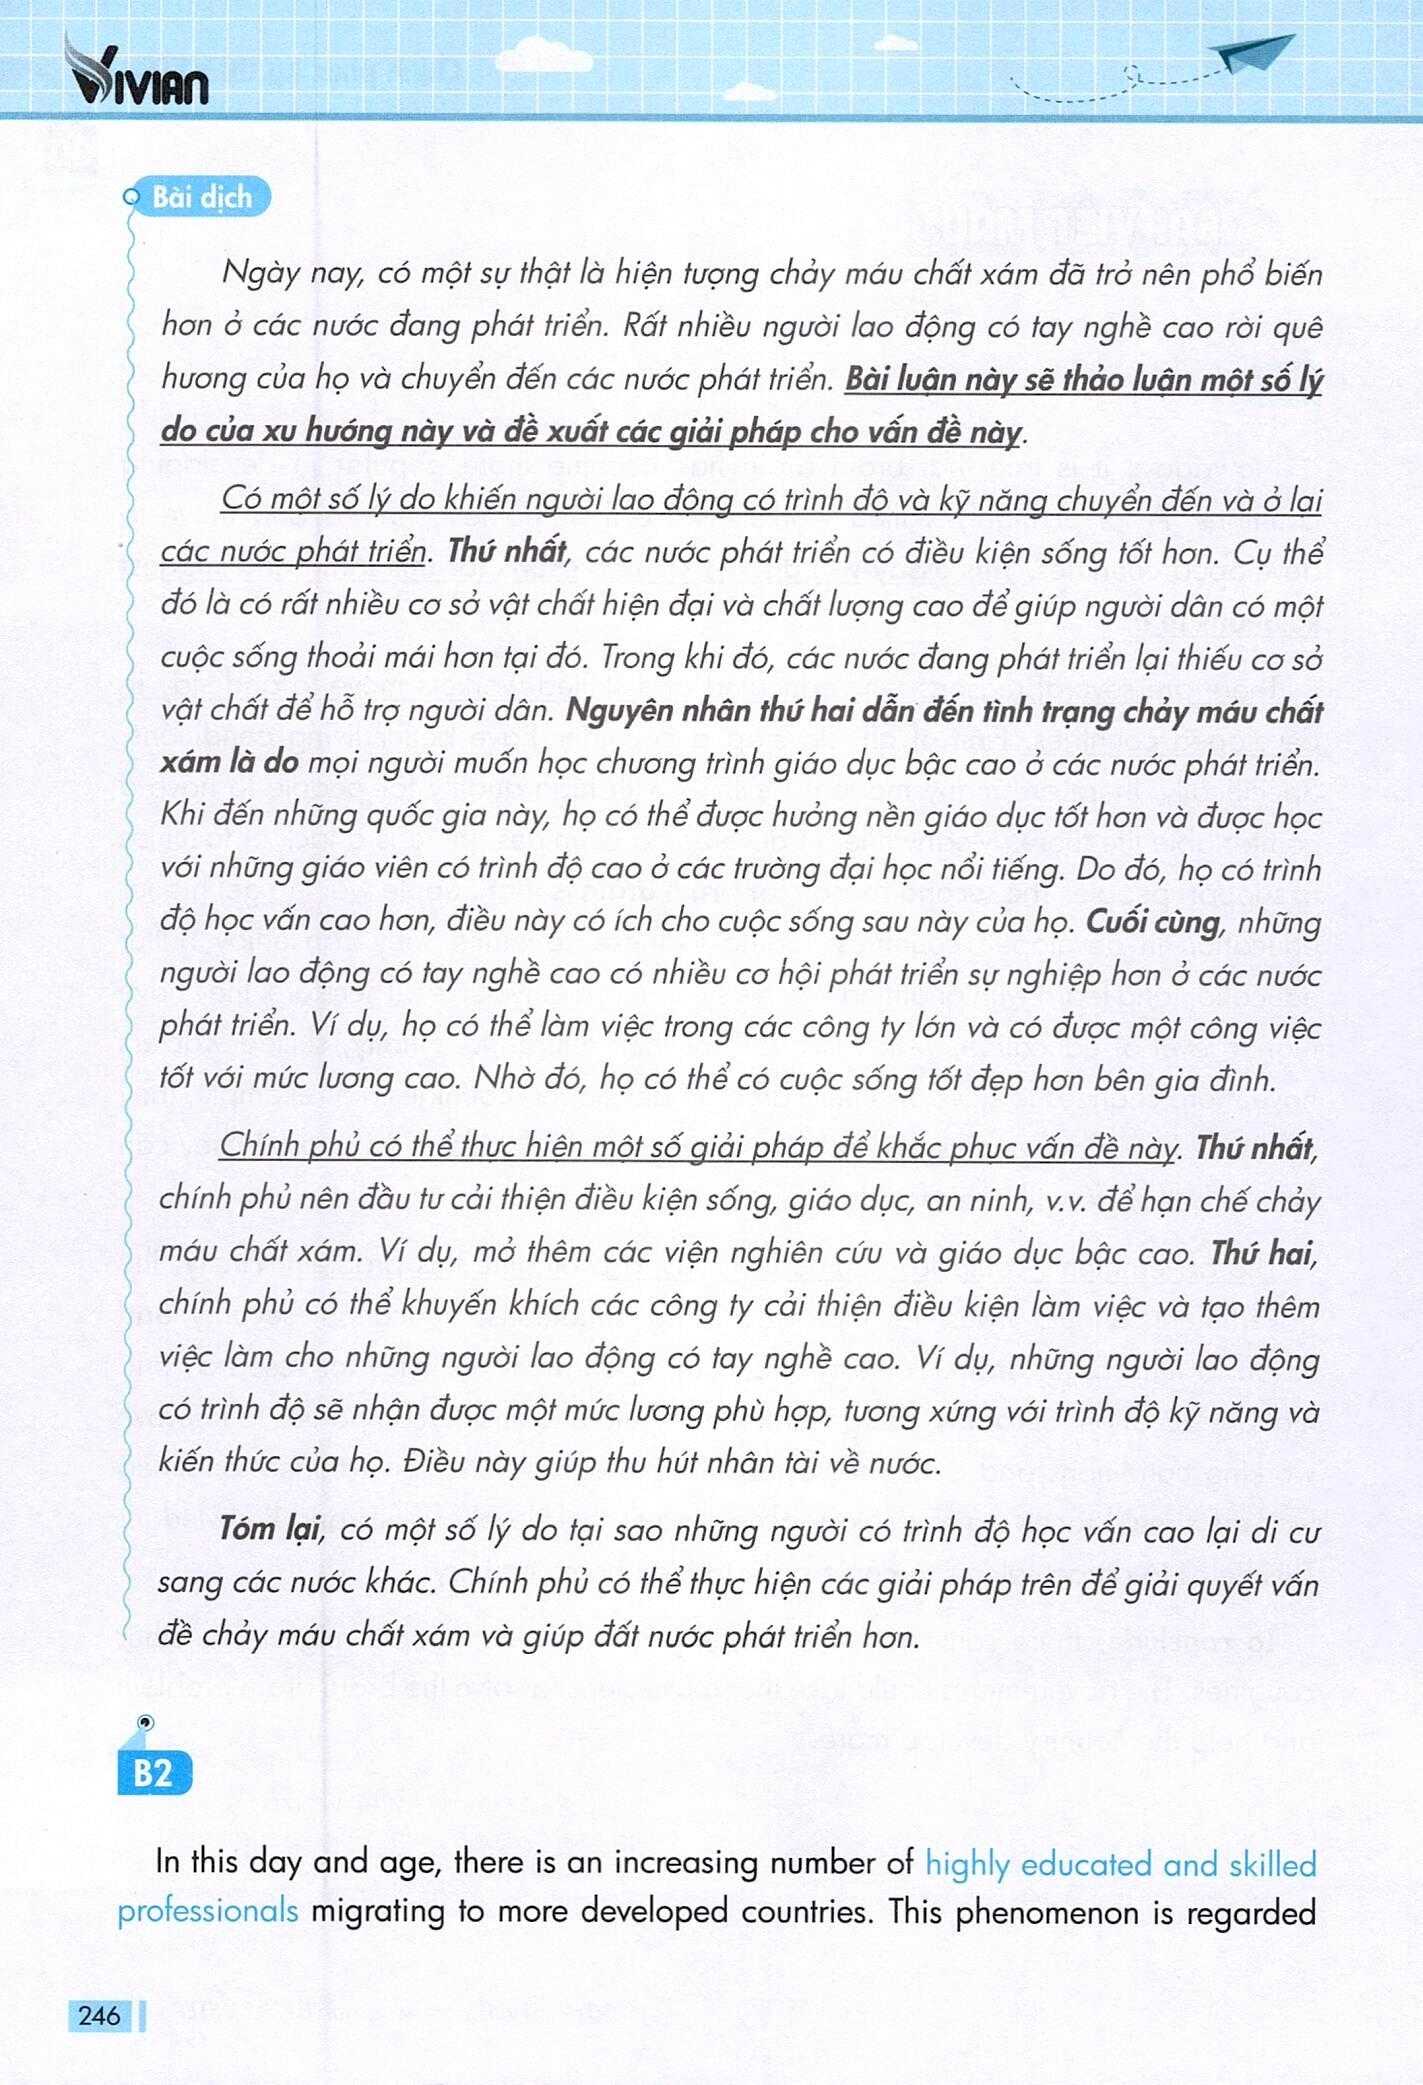 VIVIAN
Bài dịch
Ngày nay, có một sự thật là hiện tượng chảy máu chất xám đã trở nên phổ biến
hơn ở các nước đang phát triển. Rất nhiều người lao động có tay nghề cao rời quê
hương của họ và chuyển đến các nước phát triển. Bài luận này sẽ thảo luận một số lý
do của xu hướng này và đề xuất các giải pháp cho vấn đề này.
Có một số lý do khiến người lao động có trình độ và kỹ năng chuyển đến và ở lại
các nước phát triển. Thứ nhất, các nước phát triển có điều kiện sống tốt hơn. Cụ thể
đó là có rất nhiều cơ sở vật chất hiện đại và chất lượng cao để giúp người dân có một
cuộc sống thoải mái hơn tại đó. Trong khi đó, các nước đang phát triển lại thiếu cơ sở
vật chất để hỗ trợ người dân. Nguyên nhân thứ hai dẫn đến tình trạng chảy máu chất
xám là do mọi người muốn học chương trình giáo dục bậc cao ở các nước phát triển.
Khi đến những quốc gia này, họ có thể được hưởng nền giáo dục tốt hơn và được học
với những giáo viên có trình độ cao ở các trường đại học nổi tiếng. Do đó, họ có trình
độ học vấn cao hơn, điều này có ích cho cuộc sống sau này của họ. Cuối cùng, những
người lao động có tay nghề cao có nhiều cơ hội phát triển sự nghiệp hơn ở các nước
phát triển. Ví dụ, họ có thể làm việc trong các công ty lớn và có được một công việc
tốt với mức lương cao. Nhờ đó, họ có thể có cuộc sống tốt đẹp hơn bên gia đình.
Chính phủ có thể thực hiện một số giải pháp để khắc phục vấn đề này. Thứ nhất,
chính phủ nên đầu tư cải thiện điều kiện sống, giáo dục, an ninh, v.v. để hạn chế chảy
máu chất xám. Ví dụ, mở thêm các viện nghiên cứu và giáo dục bậc cao. Thứ hai,
chính phủ có thể khuyến khích các công ty cải thiện điều kiện làm việc và tạo thêm
việc làm cho những người lao động có tay nghề cao. Ví dụ, những người lao động
có trình độ sẽ nhận được một mức lương phù hợp, tương xứng với trình độ kỹ năng và
kiến thức của họ. Điều này giúp thu hút nhân tài về nước.
Tóm lại, có một số lý do tại sao những người có trình độ học vấn cao lại di cư
sang các nước khác. Chính phủ có thể thực hiện các giải pháp trên để giải quyết vấn
đề chảy máu chất xám và giúp đất nước phát triển hơn.
B2
In this day and age, there is an increasing number of highly educated and skilled
professionals migrating to more developed countries. This phenomenon is regarded
246